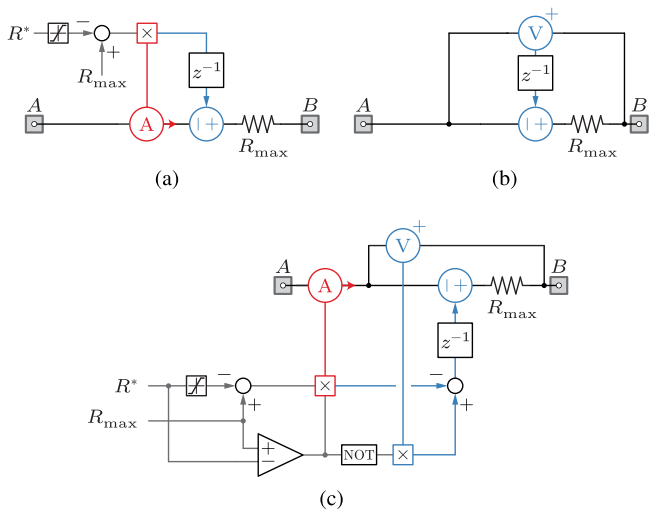 R* − × V +
+
R_max z⁻¹ z⁻¹
A B A B
A | + | +
R_max R_max
(a) (b)
V +
A B
A | +
R_max
z⁻¹
R* − × −
+ +
R_max
+
− NOT ×
(c)